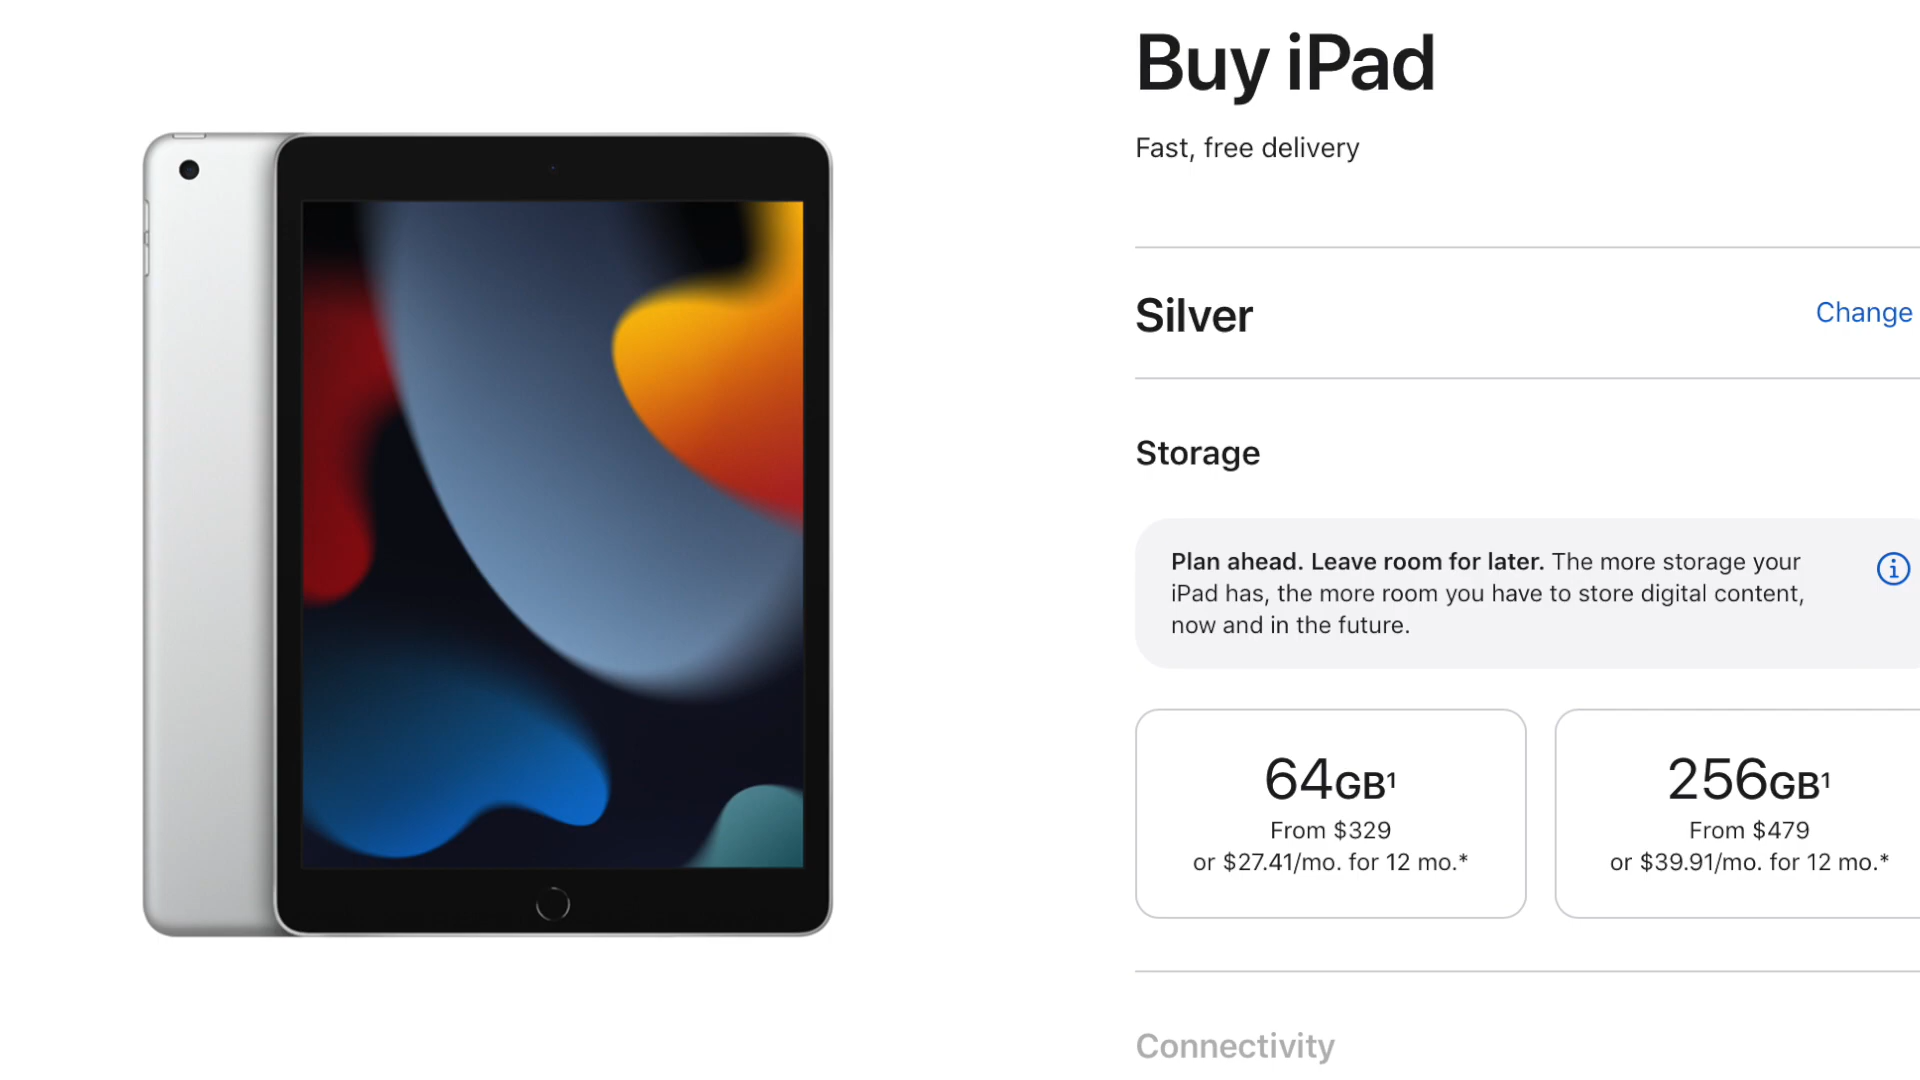 Buy iPad
Fast, free delivery
Silver
Change
Storage
Plan ahead. Leave room for later. The more storage your
iPad has, the more room you have to store digital content,
now and in the future.
64GB¹
From $329
or $27.41/mo. for 12 mo.*
256GB¹
From $479
or $39.91/mo. for 12 mo.*
Connectivity